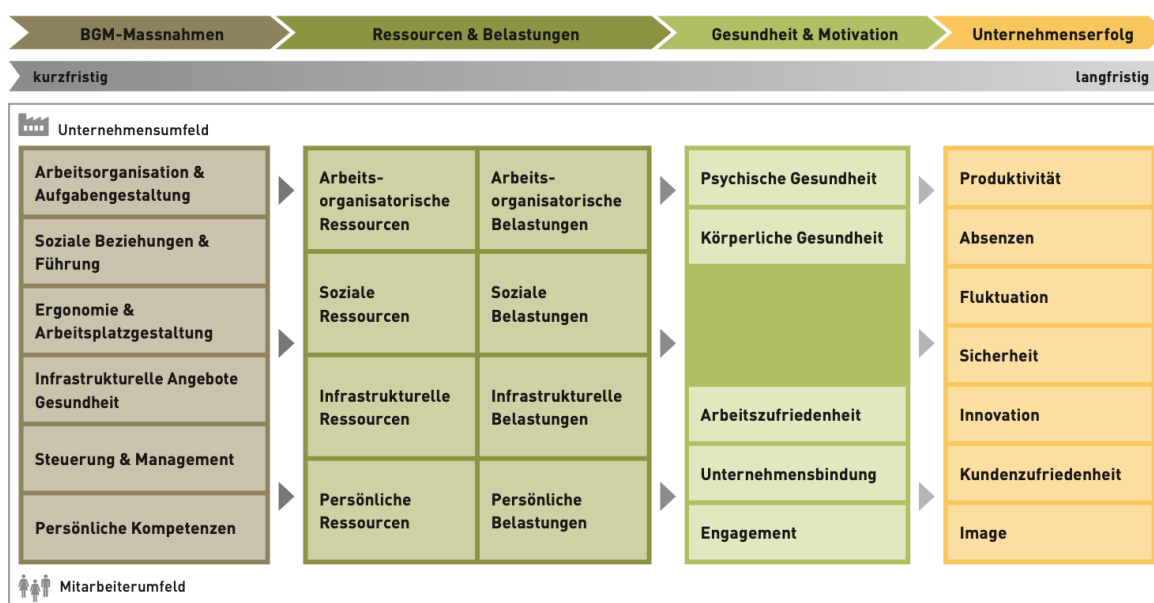 BGM-Massnahmen
Ressourcen & Belastungen
Gesundheit & Motivation
Unternehmenserfolg
kurzfristig
langfristig
Unternehmensumfeld
Arbeitsorganisation &
Aufgabengestaltung
Soziale Beziehungen &
Führung
Ergonomie &
Arbeitsplatzgestaltung
Infrastrukturelle Angebote
Gesundheit
Steuerung & Management
Persönliche Kompetenzen
Arbeits-
organisatorische
Ressourcen
Arbeits-
organisatorische
Belastungen
Soziale
Ressourcen
Soziale
Belastungen
Infrastrukturelle
Ressourcen
Infrastrukturelle
Belastungen
Persönliche
Ressourcen
Persönliche
Belastungen
Psychische Gesundheit
Körperliche Gesundheit
Arbeitszufriedenheit
Unternehmensbindung
Engagement
Produktivität
Absenzen
Fluktuation
Sicherheit
Innovation
Kundenzufriedenheit
Image
Mitarbeiterumfeld